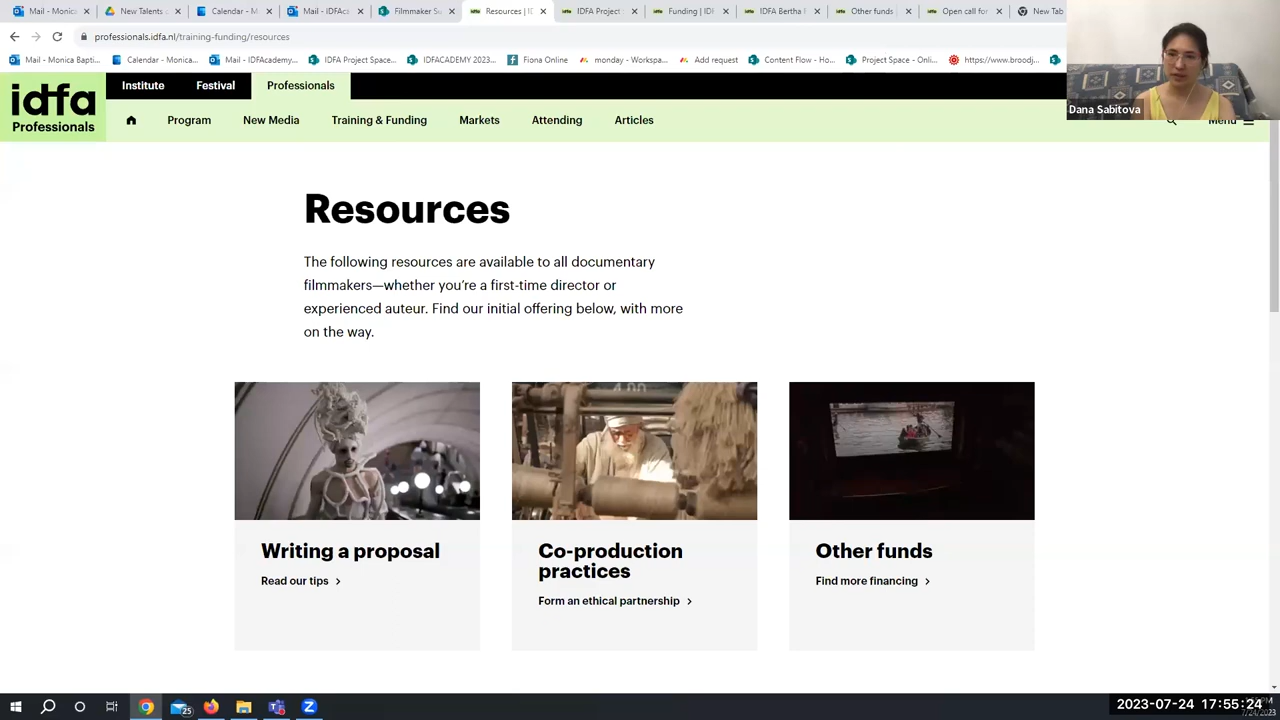 Mail - Monica
New Talents
Calendar - M
Mail - IDFAc
Filmmaker Su
Resources | I
IDFA Project
Funding | IDI
IDFA Bertha F
Other funds
Open call for
New Tab
professionals.idfa.nl/training-funding/resources
Mail - Monica Bapti...
Calendar - Monica...
Mail - IDFAcademy...
IDFA Project Space...
IDFACADEMY 2023...
Fiona Online
monday - Workspa...
Add request
Content Flow - Ho...
Project Space - Onli...
https://www.broodj...
idfa
Professionals
Institute
Festival
Professionals
Program
New Media
Training & Funding
Markets
Attending
Articles
Menu
Dana Sabitova
Resources
The following resources are available to all documentary
filmmakers—whether you're a first-time director or
experienced auteur. Find our initial offering below, with more
on the way.
Writing a proposal
Read our tips
Co-production
practices
Form an ethical partnership
Other funds
Find more financing
25
2023-07-24 17:55:24